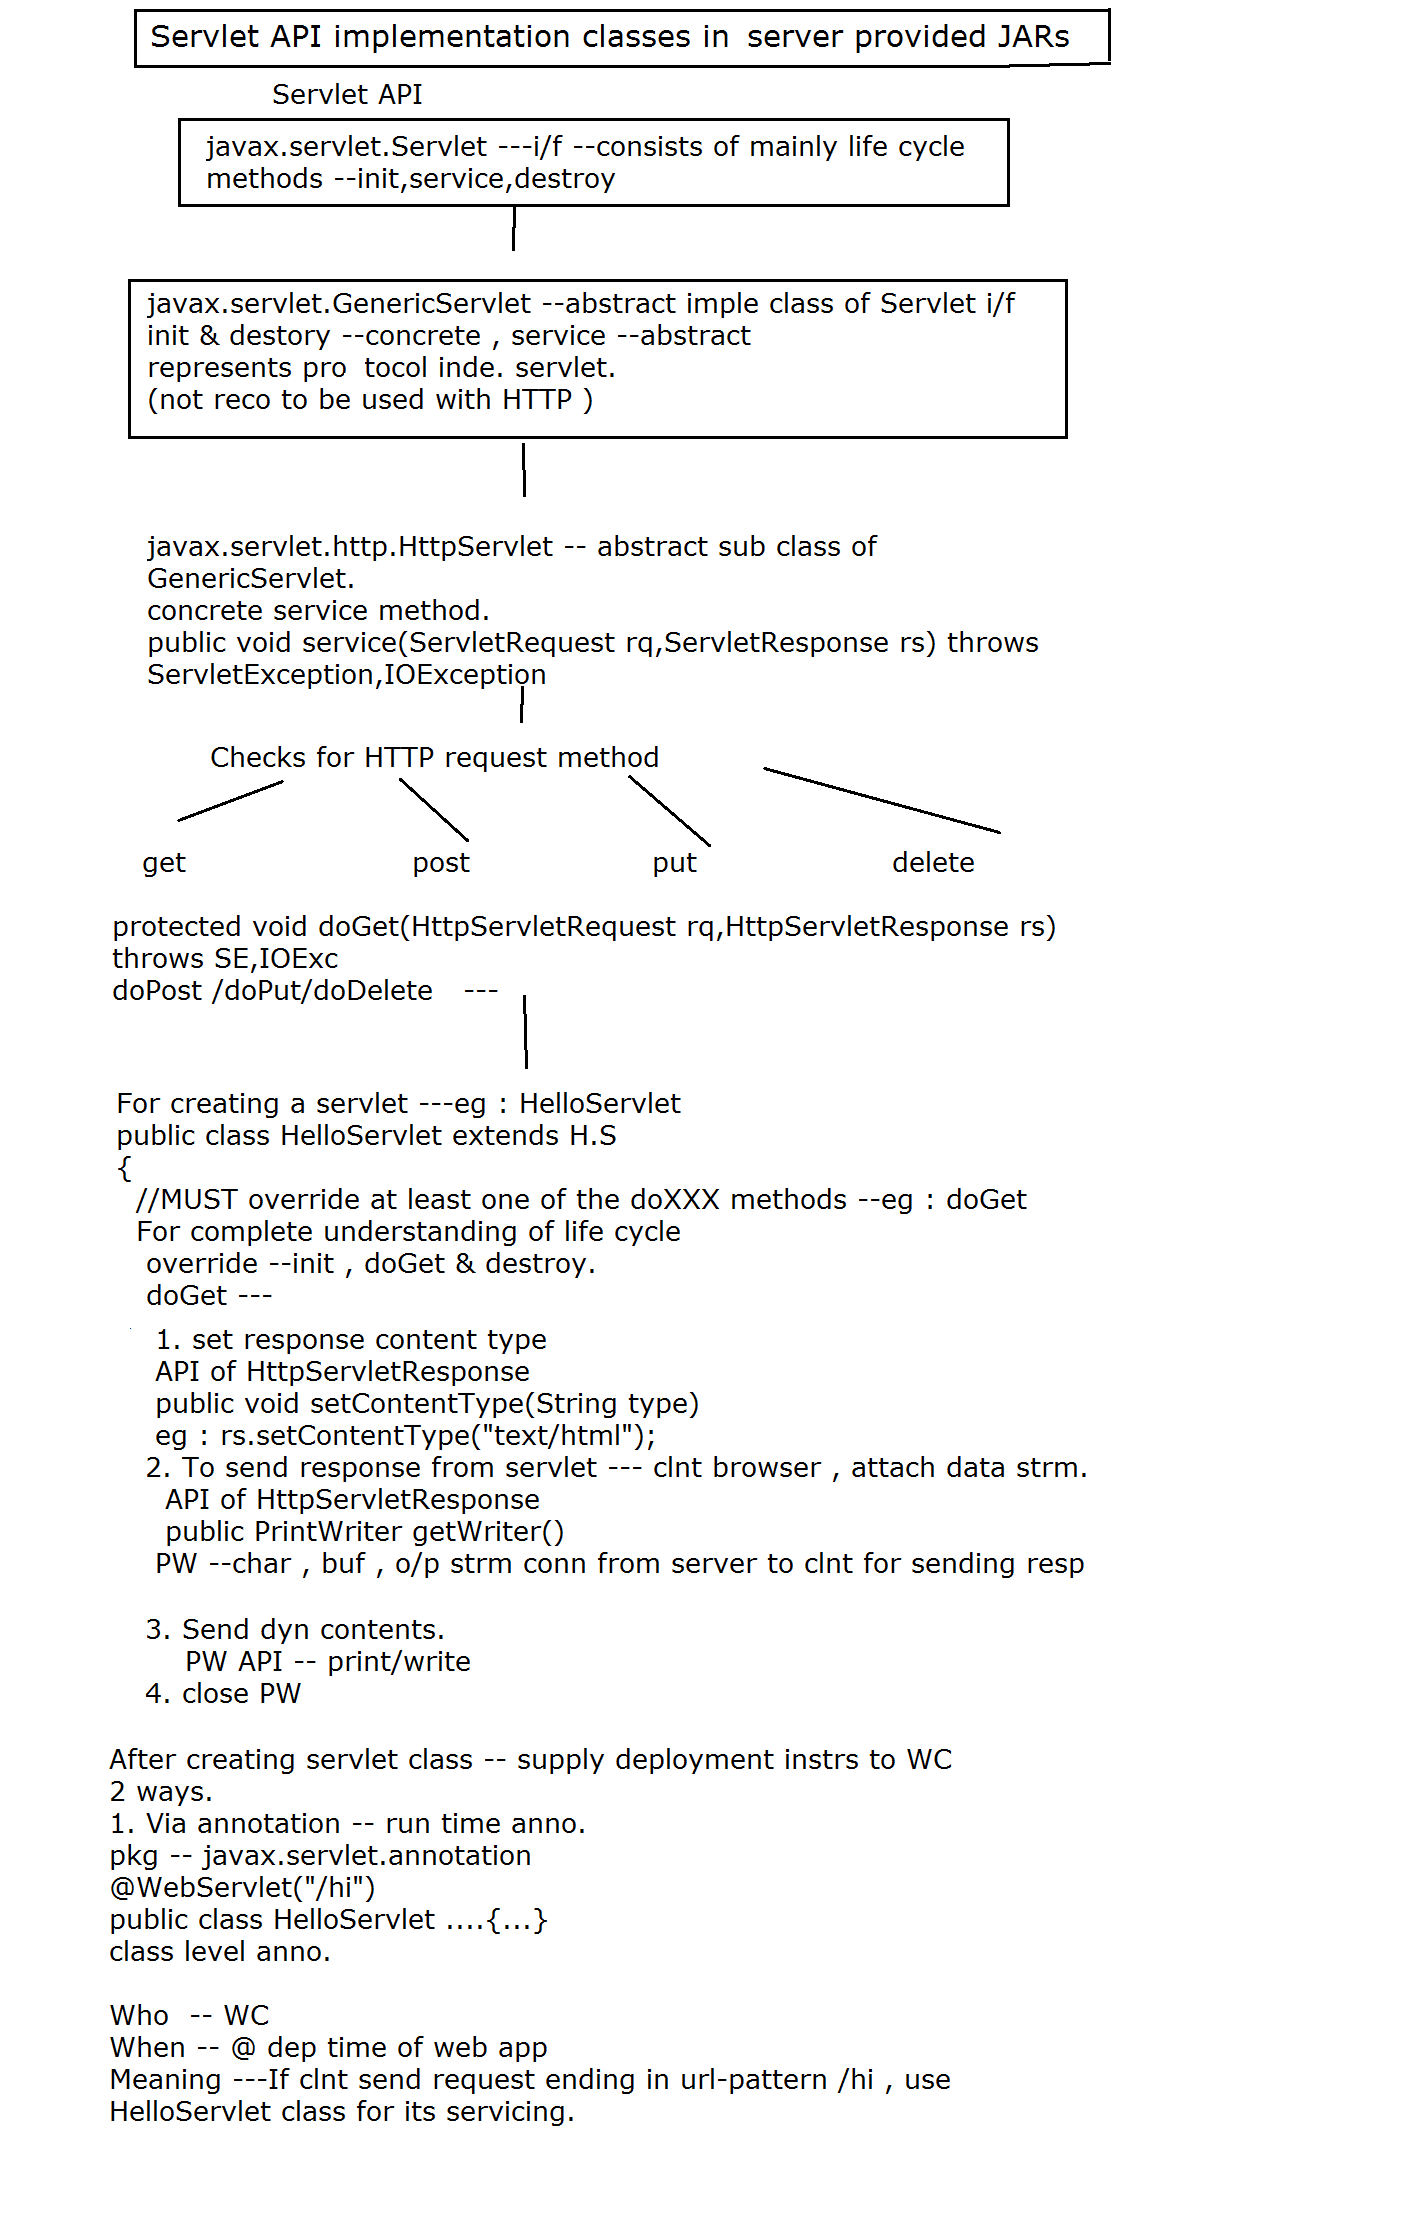 Servlet API implementation classes in server provided JARs
Servlet API
javax.servlet.Servlet ---i/f --consists of mainly life cycle
methods --init,service,destroy
javax.servlet.GenericServlet --abstract imple class of Servlet i/f
init & destory --concrete , service --abstract
represents pro tocol inde. servlet.
(not reco to be used with HTTP )
javax.servlet.http.HttpServlet -- abstract sub class of
GenericServlet.
concrete service method.
public void service(ServletRequest rq,ServletResponse rs) throws
ServletException,IOException
Checks for HTTP request method
get post put delete
protected void doGet(HttpServletRequest rq,HttpServletResponse rs)
throws SE,IOExc
doPost /doPut/doDelete ---
For creating a servlet ---eg : HelloServlet
public class HelloServlet extends H.S
{
//MUST override at least one of the doXXX methods --eg : doGet
For complete understanding of life cycle
override --init , doGet & destroy.
doGet ---
1. set response content type
API of HttpServletResponse
public void setContentType(String type)
eg : rs.setContentType("text/html");
2. To send response from servlet --- clnt browser , attach data strm.
API of HttpServletResponse
public PrintWriter getWriter()
PW --char , buf , o/p strm conn from server to clnt for sending resp
3. Send dyn contents.
PW API -- print/write
4. close PW
After creating servlet class -- supply deployment instrs to WC
2 ways.
1. Via annotation -- run time anno.
pkg -- javax.servlet.annotation
@WebServlet("/hi")
public class HelloServlet ....{...}
class level anno.
Who -- WC
When -- @ dep time of web app
Meaning ---If clnt send request ending in url-pattern /hi , use
HelloServlet class for its servicing.